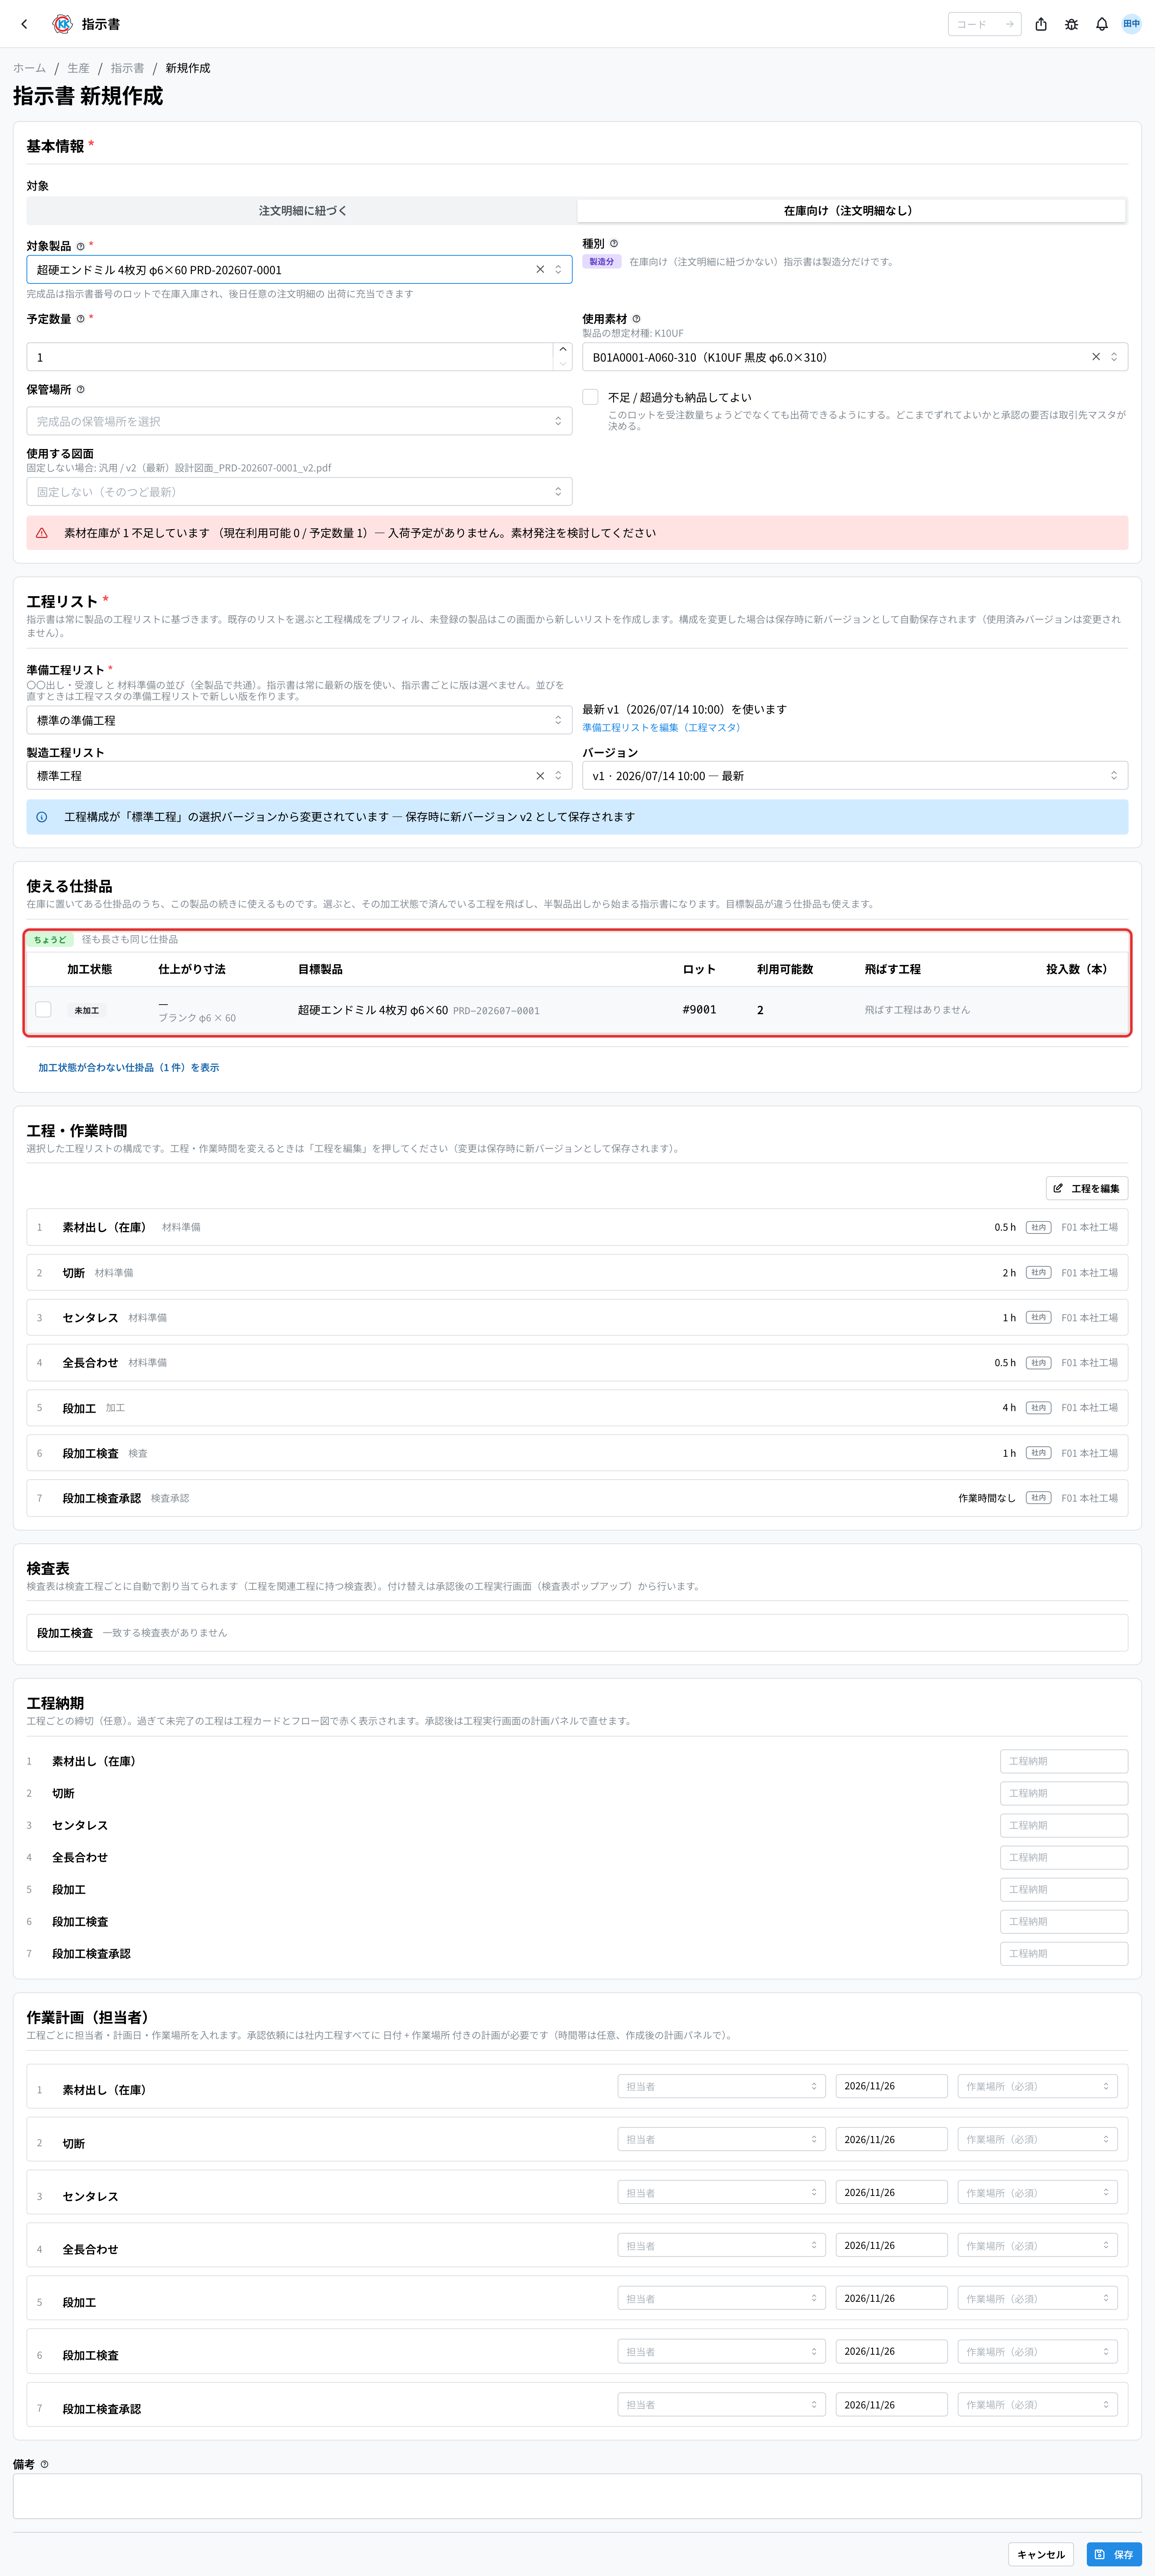 指示書
コード
田中
ホーム / 生産 / 指示書 / 新規作成
指示書 新規作成
基本情報 *
対象
注文明細に紐づく
在庫向け（注文明細なし）
対象製品 *
超硬エンドミル 4枚刃 φ6×60 PRD-202607-0001
完成品は指示書番号のロットで在庫入庫され、後日任意の注文明細の 出荷に充当できます
種別
製造分 在庫向け（注文明細に紐づかない）指示書は製造分だけです。
予定数量 *
1
使用素材
製品の想定材種: K10UF
B01A0001-A060-310（K10UF 黒皮 φ6.0×310）
保管場所
完成品の保管場所を選択
不足 / 超過分も納品してよい
このロットを受注数量ちょうどでなくても出荷できるようにする。どこまでずれてよいかと承認の要否は取引先マスタが
決める。
使用する図面
固定しない場合: 汎用 / v2（最新）設計図面_PRD-202607-0001_v2.pdf
固定しない（そのつど最新）
素材在庫が 1 不足しています （現在利用可能 0 / 予定数量 1）— 入荷予定がありません。素材発注を検討してください
工程リスト *
指示書は常に製品の工程リストに基づきます。既存のリストを選ぶと工程構成をプリフィル、未登録の製品はこの画面から新しいリストを作成します。構成を変更した場合は保存時に新バージョンとして自動保存されます（使用済みバージョンは変更され
ません）。
準備工程リスト *
〇〇出し・受渡し と 材料準備の並び（全製品で共通）。指示書は常に最新の版を使い、指示書ごとに版は選べません。並びを
直すときは工程マスタの準備工程リストで新しい版を作ります。
標準の準備工程
最新 v1（2026/07/14 10:00）を使います
準備工程リストを編集（工程マスタ）
製造工程リスト
標準工程
バージョン
v1 · 2026/07/14 10:00 — 最新
工程構成が「標準工程」の選択バージョンから変更されています — 保存時に新バージョン v2 として保存されます
使える仕掛品
在庫に置いてある仕掛品のうち、この製品の続きに使えるものです。選ぶと、その加工状態で済んでいる工程を飛ばし、半製品出しから始まる指示書になります。目標製品が違う仕掛品も使えます。
ちょうど 径も長さも同じ仕掛品
加工状態 仕上がり寸法 目標製品 ロット 利用可能数 飛ばす工程 投入数（本）
未加工 — 超硬エンドミル 4枚刃 φ6×60 PRD-202607-0001 #9001 2 飛ばす工程はありません
ブランク φ6 × 60
加工状態が合わない仕掛品（1 件）を表示
工程・作業時間
選択した工程リストの構成です。工程・作業時間を変えるときは「工程を編集」を押してください（変更は保存時に新バージョンとして保存されます）。
工程を編集
1 素材出し（在庫） 材料準備 0.5 h 社内 F01 本社工場
2 切断 材料準備 2 h 社内 F01 本社工場
3 センタレス 材料準備 1 h 社内 F01 本社工場
4 全長合わせ 材料準備 0.5 h 社内 F01 本社工場
5 段加工 加工 4 h 社内 F01 本社工場
6 段加工検査 検査 1 h 社内 F01 本社工場
7 段加工検査承認 検査承認 作業時間なし 社内 F01 本社工場
検査表
検査表は検査工程ごとに自動で割り当てられます（工程を関連工程に持つ検査表）。付け替えは承認後の工程実行画面（検査表ポップアップ）から行います。
段加工検査 一致する検査表がありません
工程納期
工程ごとの締切（任意）。過ぎて未完了の工程は工程カードとフロー図で赤く表示されます。承認後は工程実行画面の計画パネルで直せます。
1 素材出し（在庫） 工程納期
2 切断 工程納期
3 センタレス 工程納期
4 全長合わせ 工程納期
5 段加工 工程納期
6 段加工検査 工程納期
7 段加工検査承認 工程納期
作業計画（担当者）
工程ごとに担当者・計画日・作業場所を入れます。承認依頼には社内工程すべてに 日付 + 作業場所 付きの計画が必要です（時間帯は任意、作成後の計画パネルで）。
1 素材出し（在庫） 担当者 2026/11/26 作業場所（必須）
2 切断 担当者 2026/11/26 作業場所（必須）
3 センタレス 担当者 2026/11/26 作業場所（必須）
4 全長合わせ 担当者 2026/11/26 作業場所（必須）
5 段加工 担当者 2026/11/26 作業場所（必須）
6 段加工検査 担当者 2026/11/26 作業場所（必須）
7 段加工検査承認 担当者 2026/11/26 作業場所（必須）
備考
キャンセル
保存